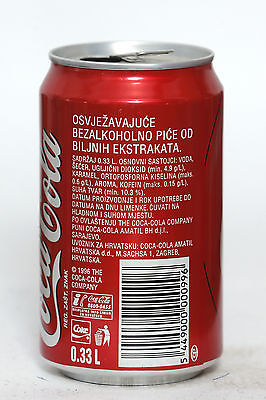 OSVJEŽAVAJUĆE
BEZALKOHOLNO PIĆE OD
BILJNIH EKSTRAKATA.
SADRŽAJ 0.33 L. OSNOVNI SASTOJCI: VODA,
ŠEĆER, UGLJIČNI DIOKSID (min. 4.9 g/L),
KARAMEL, ORTOFOSFORNA KISELINA (maks.
0.5 g/L), AROMA, KOFEIN (maks. 0.15 g/L),
SUHA TVAR (min. 10.3 %).
DATUM PROIZVODNJE I ROK UPOTREBE OD
DATUMA NA DNU LIMENKE. ČUVATI NA
HLADNOM I SUHOM MJESTU.
PO OVLAŠTENJU THE COCA-COLA COMPANY
PUNI COCA-COLA AMATIL BH d.j.l.,
SARAJEVO.
UVOZNIK ZA HRVATSKU: COCA-COLA AMATIL
HRVATSKA d.d., M.SACHSA 1, ZAGREB,
HRVATSKA.
© 1996 THE
COCA-COLA
COMPANY
Coca-Cola
REG. ZAŠT. ZNAK
Coca-Cola
Coke
0.33 L
5 449000 000996